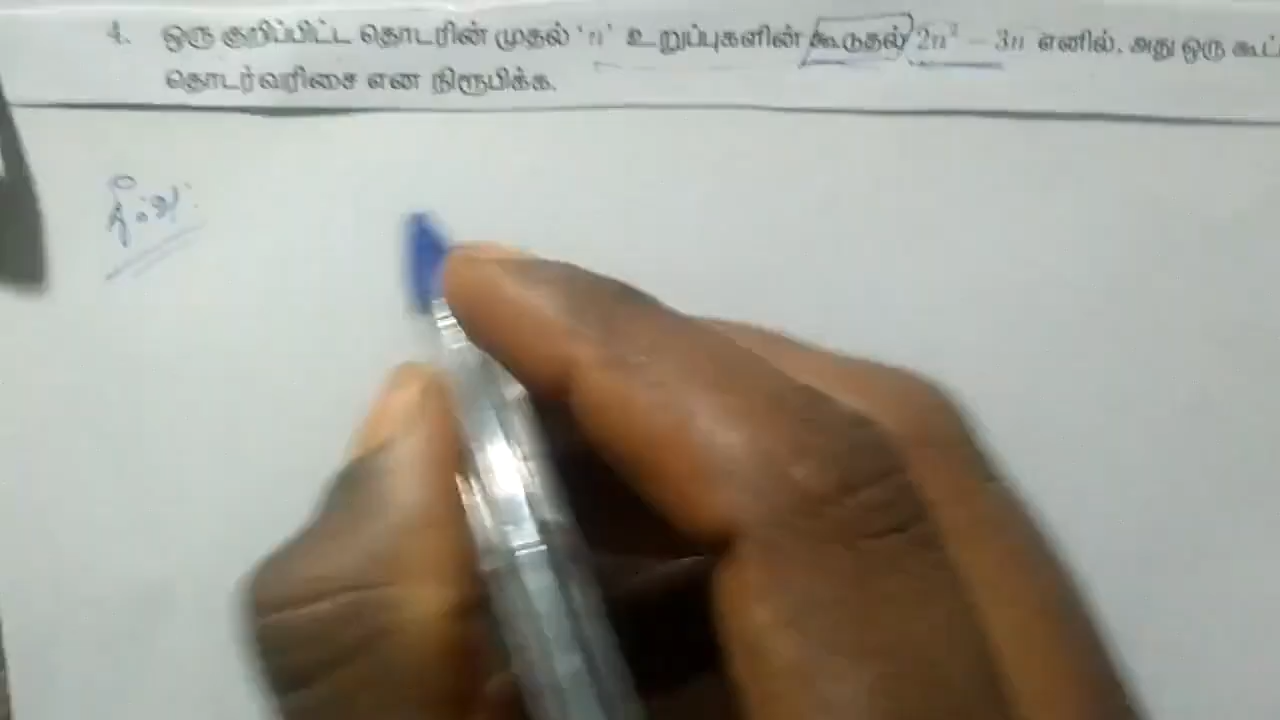 4. ஒரு குறிப்பிட்ட தொடரின் முதல் 'n' உறுப்புகளின் கூடுதல் 2n² – 3n எனில், அது ஒரு கூட்
தொடர்வரிசை என நிரூபிக்க.